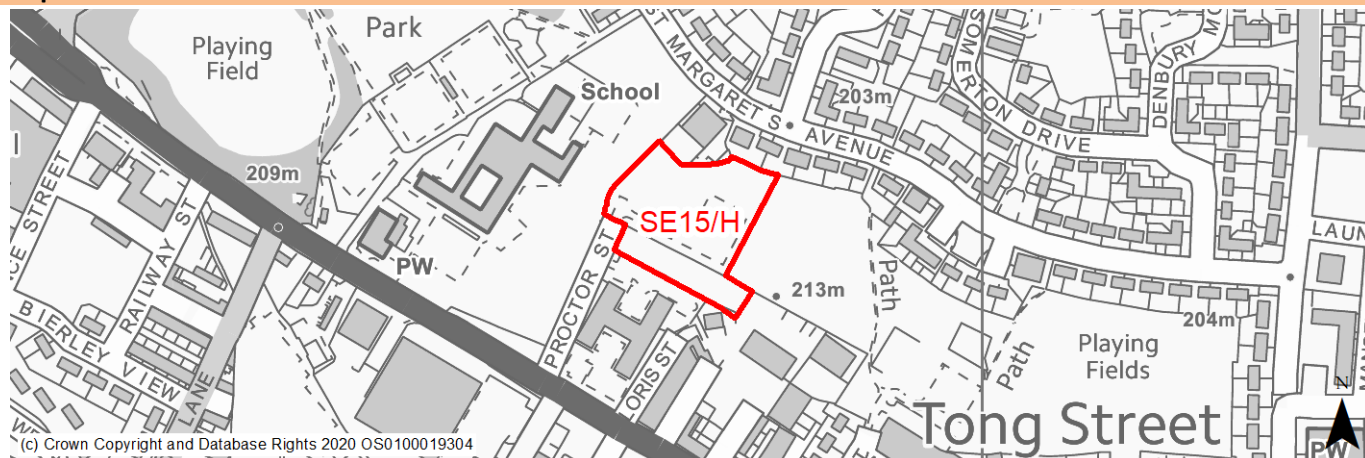 Playing
Field
Park
School
ST MARGARET'S AVENUE
203m
SOMERTON DRIVE
DENBURY
209m
STREET
RAILWAY ST
PW
PROCTOR ST
SE15/H
213m
Path
204m
LAUN
BIERLEY VIEW
LANE
ORIS ST
Path
Playing
Fields
Tong Street
N
PW
(c) Crown Copyright and Database Rights 2020 OS0100019304